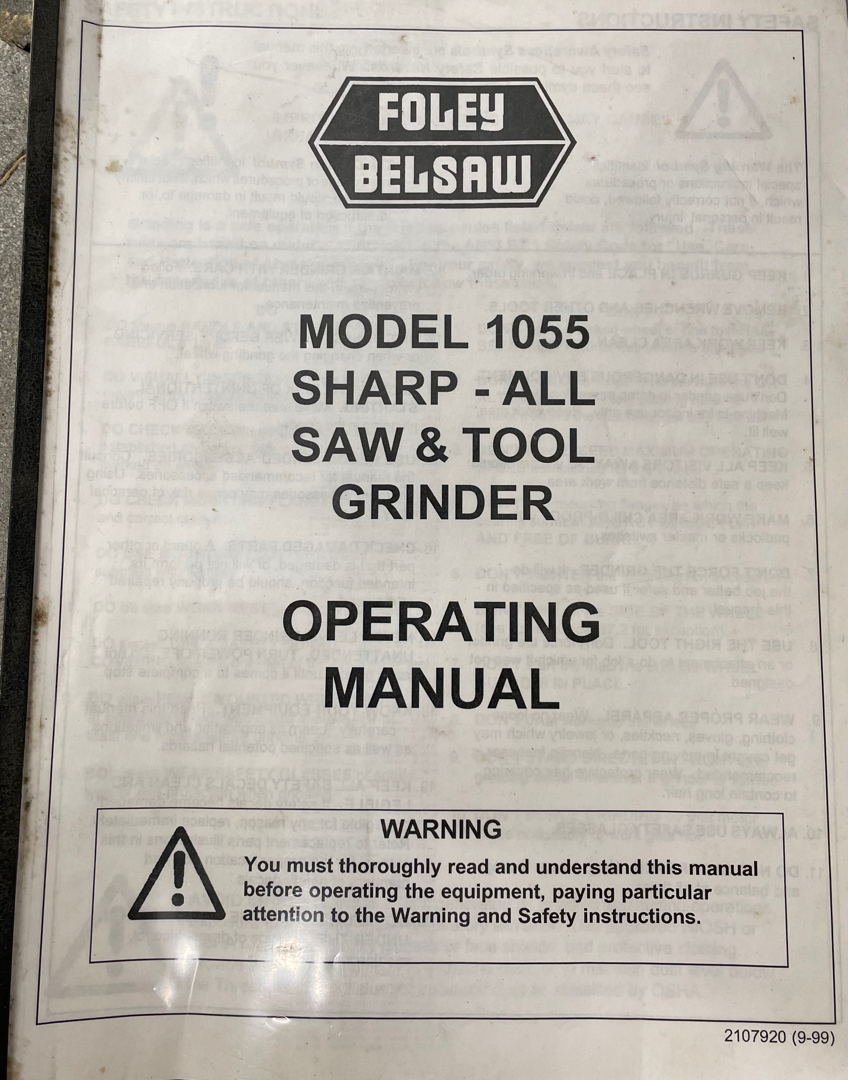 FOLEY
BELSAW
MODEL 1055
SHARP - ALL
SAW & TOOL
GRINDER
OPERATING
MANUAL
WARNING
You must thoroughly read and understand this manual
before operating the equipment, paying particular
attention to the Warning and Safety instructions.
2107920 (9-99)